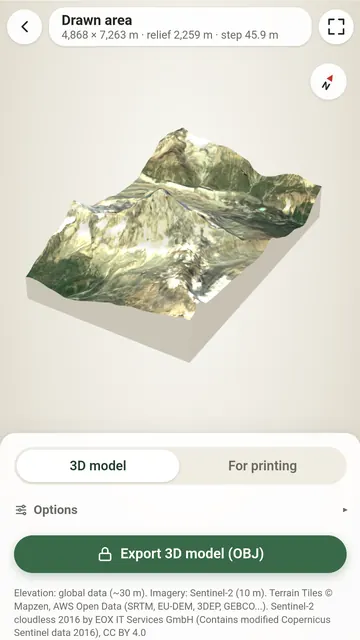 Drawn area
4,868 × 7,263 m · relief 2,259 m · step 45.9 m
N
3D model
For printing
Options
Export 3D model (OBJ)
Elevation: global data (~30 m). Imagery: Sentinel-2 (10 m). Terrain Tiles ©
Mapzen, AWS Open Data (SRTM, EU-DEM, 3DEP, GEBCO...). Sentinel-2
cloudless 2016 by EOX IT Services GmbH (Contains modified Copernicus
Sentinel data 2016), CC BY 4.0